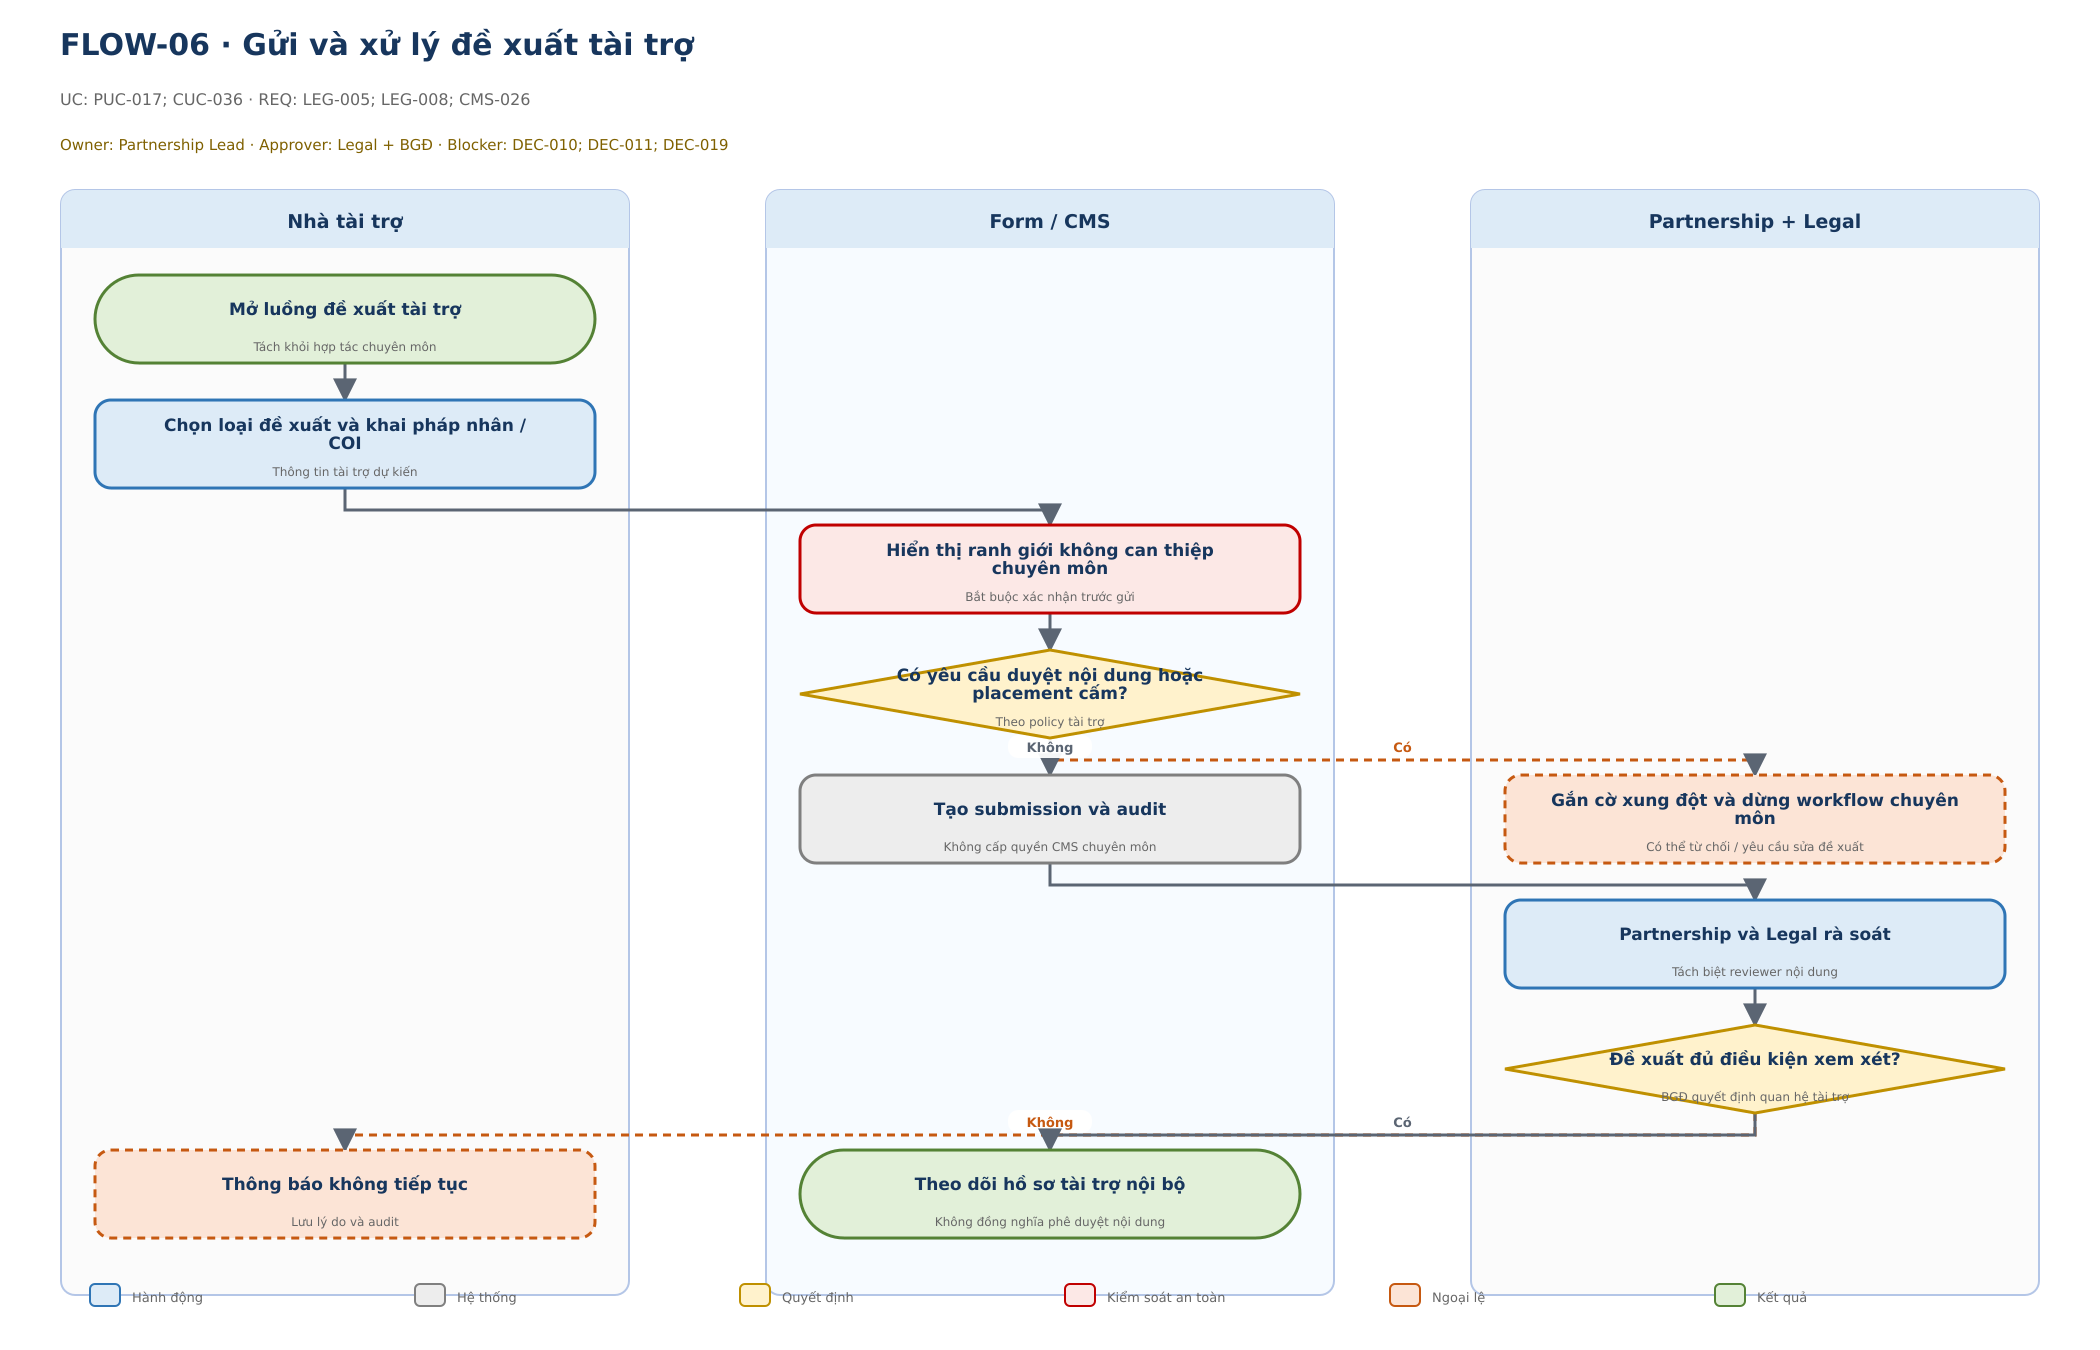 FLOW-06 · Gửi và xử lý đề xuất tài trợ
UC: PUC-017; CUC-036 · REQ: LEG-005; LEG-008; CMS-026
Owner: Partnership Lead · Approver: Legal + BGĐ · Blocker: DEC-010; DEC-011; DEC-019
Nhà tài trợ
Form / CMS
Partnership + Legal
Mở luồng đề xuất tài trợ
Tách khỏi hợp tác chuyên môn
Chọn loại đề xuất và khai pháp nhân /
COI
Thông tin tài trợ dự kiến
Hiển thị ranh giới không can thiệp
chuyên môn
Bắt buộc xác nhận trước gửi
Có yêu cầu duyệt nội dung hoặc
placement cấm?
Theo policy tài trợ
Không
Có
Tạo submission và audit
Không cấp quyền CMS chuyên môn
Gắn cờ xung đột và dừng workflow chuyên
môn
Có thể từ chối / yêu cầu sửa đề xuất
Partnership và Legal rà soát
Tách biệt reviewer nội dung
Đề xuất đủ điều kiện xem xét?
BGĐ quyết định quan hệ tài trợ
Không
Có
Thông báo không tiếp tục
Lưu lý do và audit
Theo dõi hồ sơ tài trợ nội bộ
Không đồng nghĩa phê duyệt nội dung
Hành động
Hệ thống
Quyết định
Kiểm soát an toàn
Ngoại lệ
Kết quả